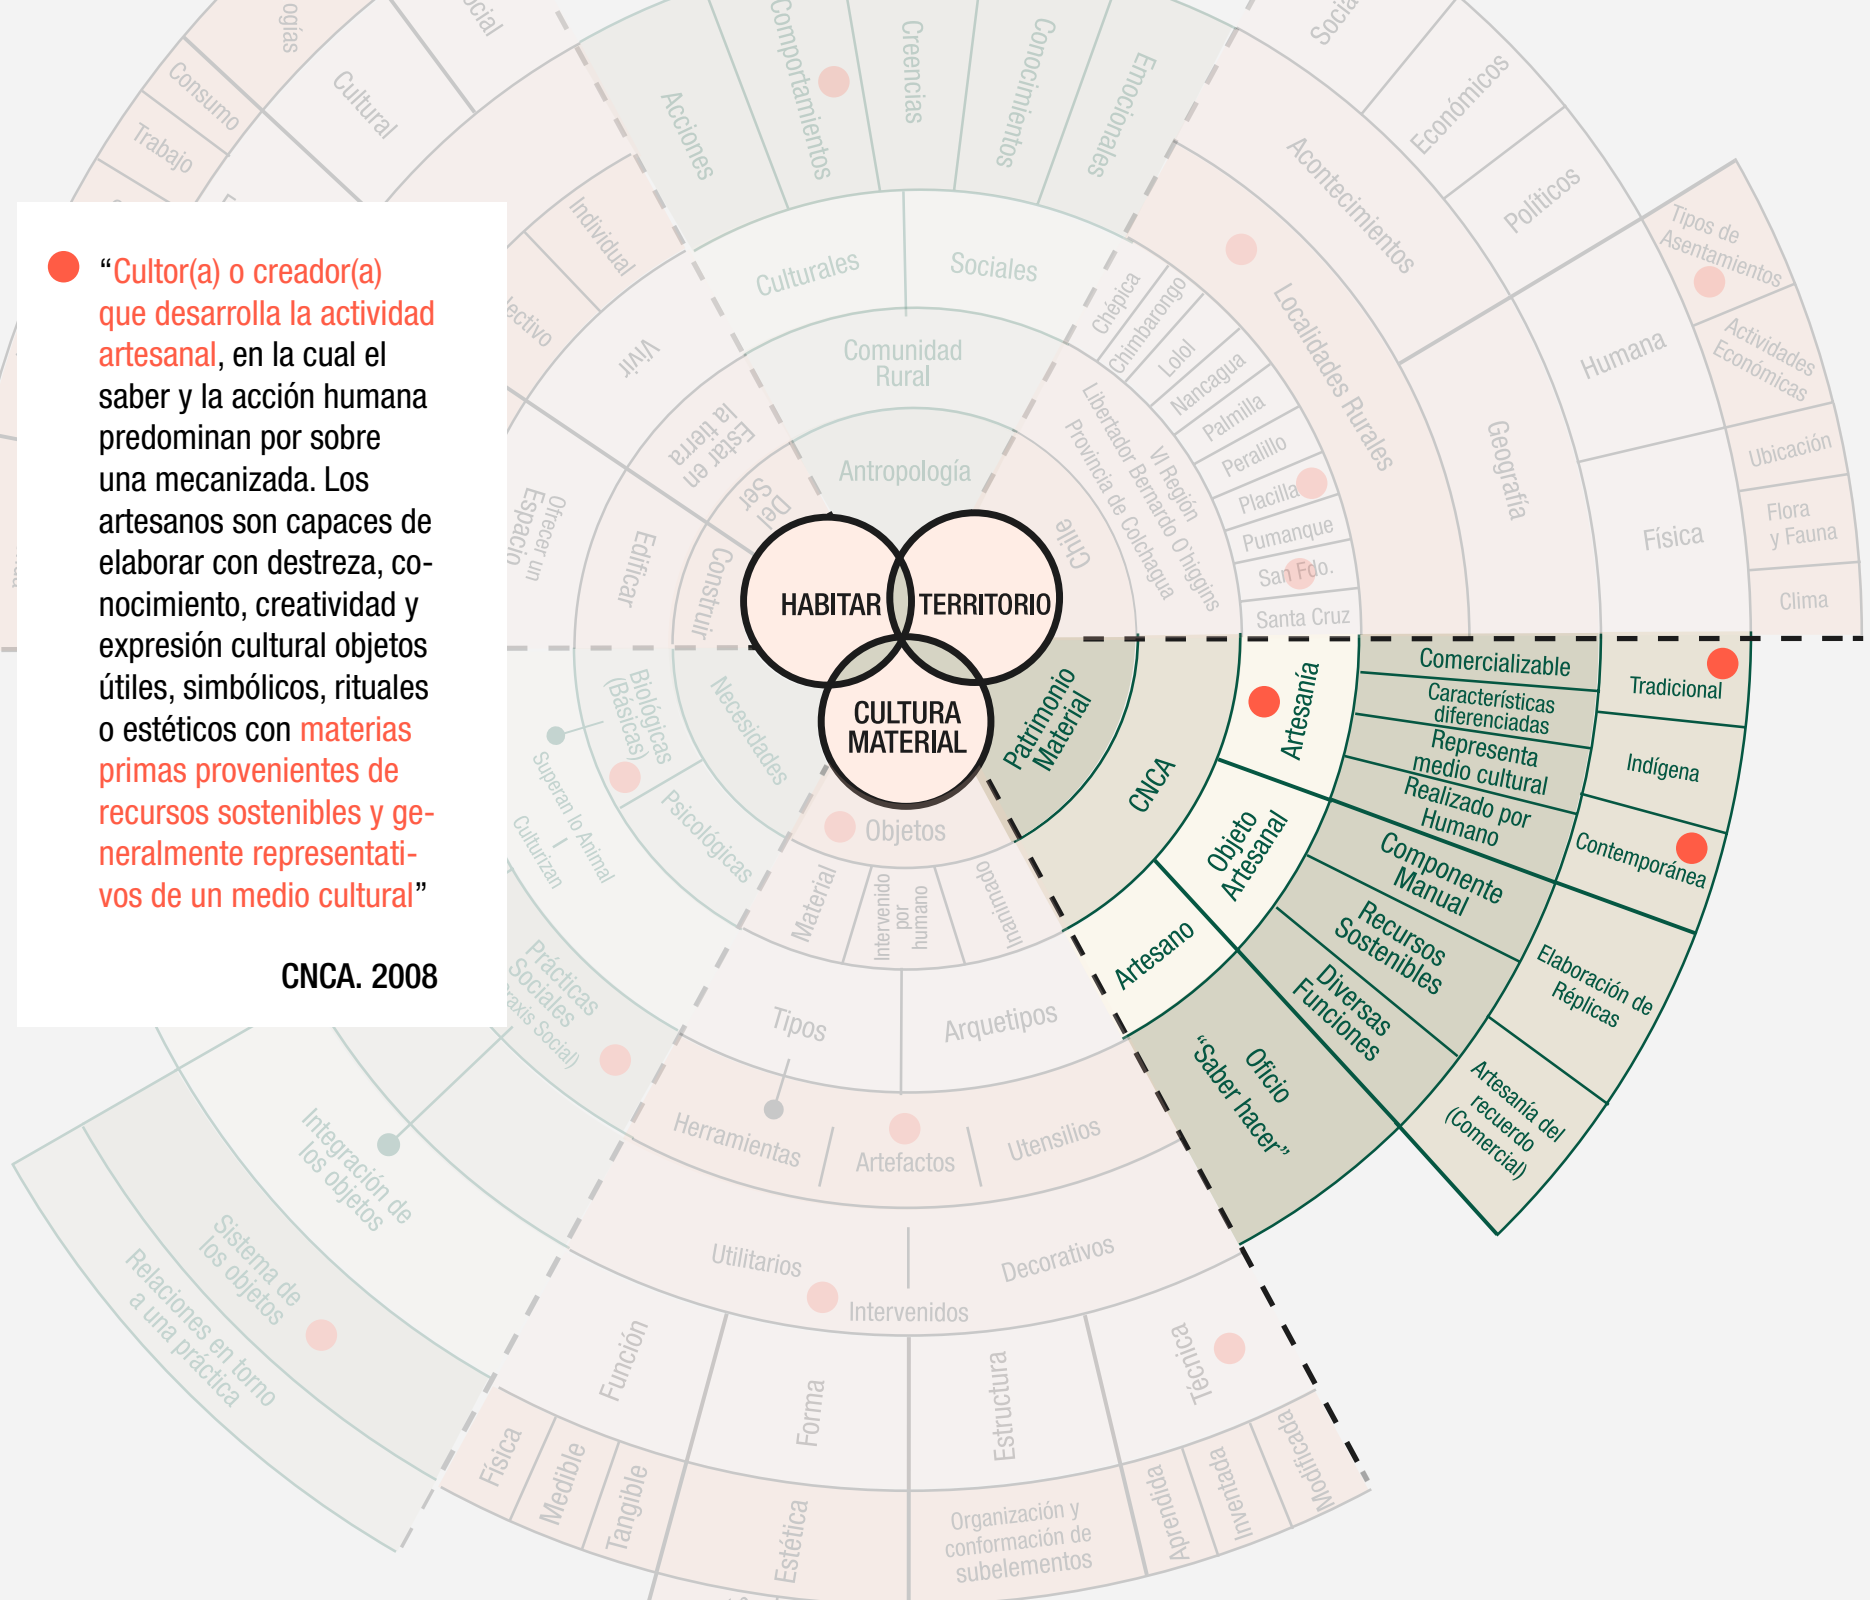 “Cultor(a) o creador(a)
que desarrolla la actividad
artesanal, en la cual el
saber y la acción humana
predominan por sobre
una mecanizada. Los
artesanos son capaces de
elaborar con destreza, co-
nocimiento, creatividad y
expresión cultural objetos
útiles, simbólicos, rituales
o estéticos con materias
primas provenientes de
recursos sostenibles y ge-
neralmente representati-
vos de un medio cultural”
CNCA. 2008
HABITAR
TERRITORIO
CULTURA
MATERIAL
Patrimonio
Material
CNCA
Artesanía
Objeto
Artesanal
Artesano
Comercializable
Características
diferenciadas
Representa
medio cultural
Realizado por
Humano
Componente
Manual
Recursos
Sostenibles
Diversas
Funciones
Oficio
“Saber hacer”
Tradicional
Indígena
Contemporánea
Elaboración de
Réplicas
Artesanía del
recuerdo
(Comercial)
Consumo
Trabajo
Cultural
Individual
Vivir
Estar en
la tierra
Del
Ser
Ofrecer un
Espacio
Edificar
Construir
Acciones
Comportamientos
Creencias
Conocimientos
Emocionales
Culturales
Sociales
Comunidad
Rural
Antropología
Chile
VI Región
Libertador Bernardo O'higgins
Provincia de Colchagua
Chépica
Chimbarongo
Lolol
Nancagua
Palmilla
Peralillo
Placilla
Pumanque
San Fdo.
Santa Cruz
Localidades Rurales
Acontecimientos
Económicos
Políticos
Geografía
Humana
Física
Tipos de
Asentamientos
Actividades
Económicas
Ubicación
Flora
y Fauna
Clima
Necesidades
Biológicas
(Básicas)
Psicológicas
Superan lo Animal
Culturizan
Prácticas
Sociales
Integración de
los objetos
Sistema de
los objetos
Relaciones en torno
a una práctica
Objetos
Material
Intervenido
por
humano
Inanimado
Tipos
Arquetipos
Herramientas
Artefactos
Utensilios
Utilitarios
Decorativos
Intervenidos
Función
Forma
Estructura
Técnica
Física
Medible
Tangible
Estética
Organización y
conformación de
subelementos
Aprendida
Inventada
Modificada